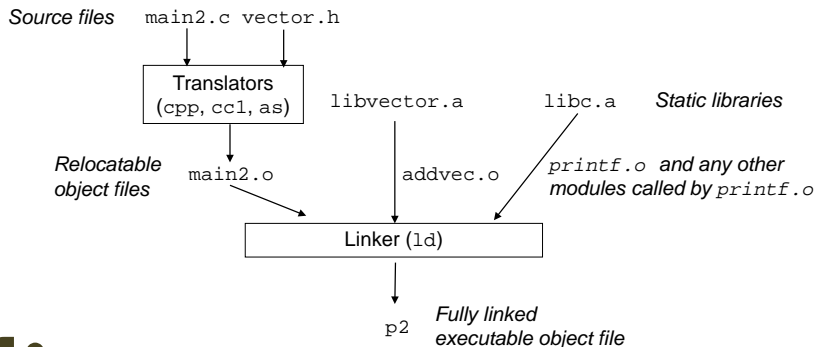 Source files main2.c vector.h
Translators
(cpp, cc1, as)
libvector.a
libc.a
Static libraries
Relocatable
object files
main2.o
addvec.o
printf.o and any other
modules called by printf.o
Linker (ld)
p2
Fully linked
executable object file